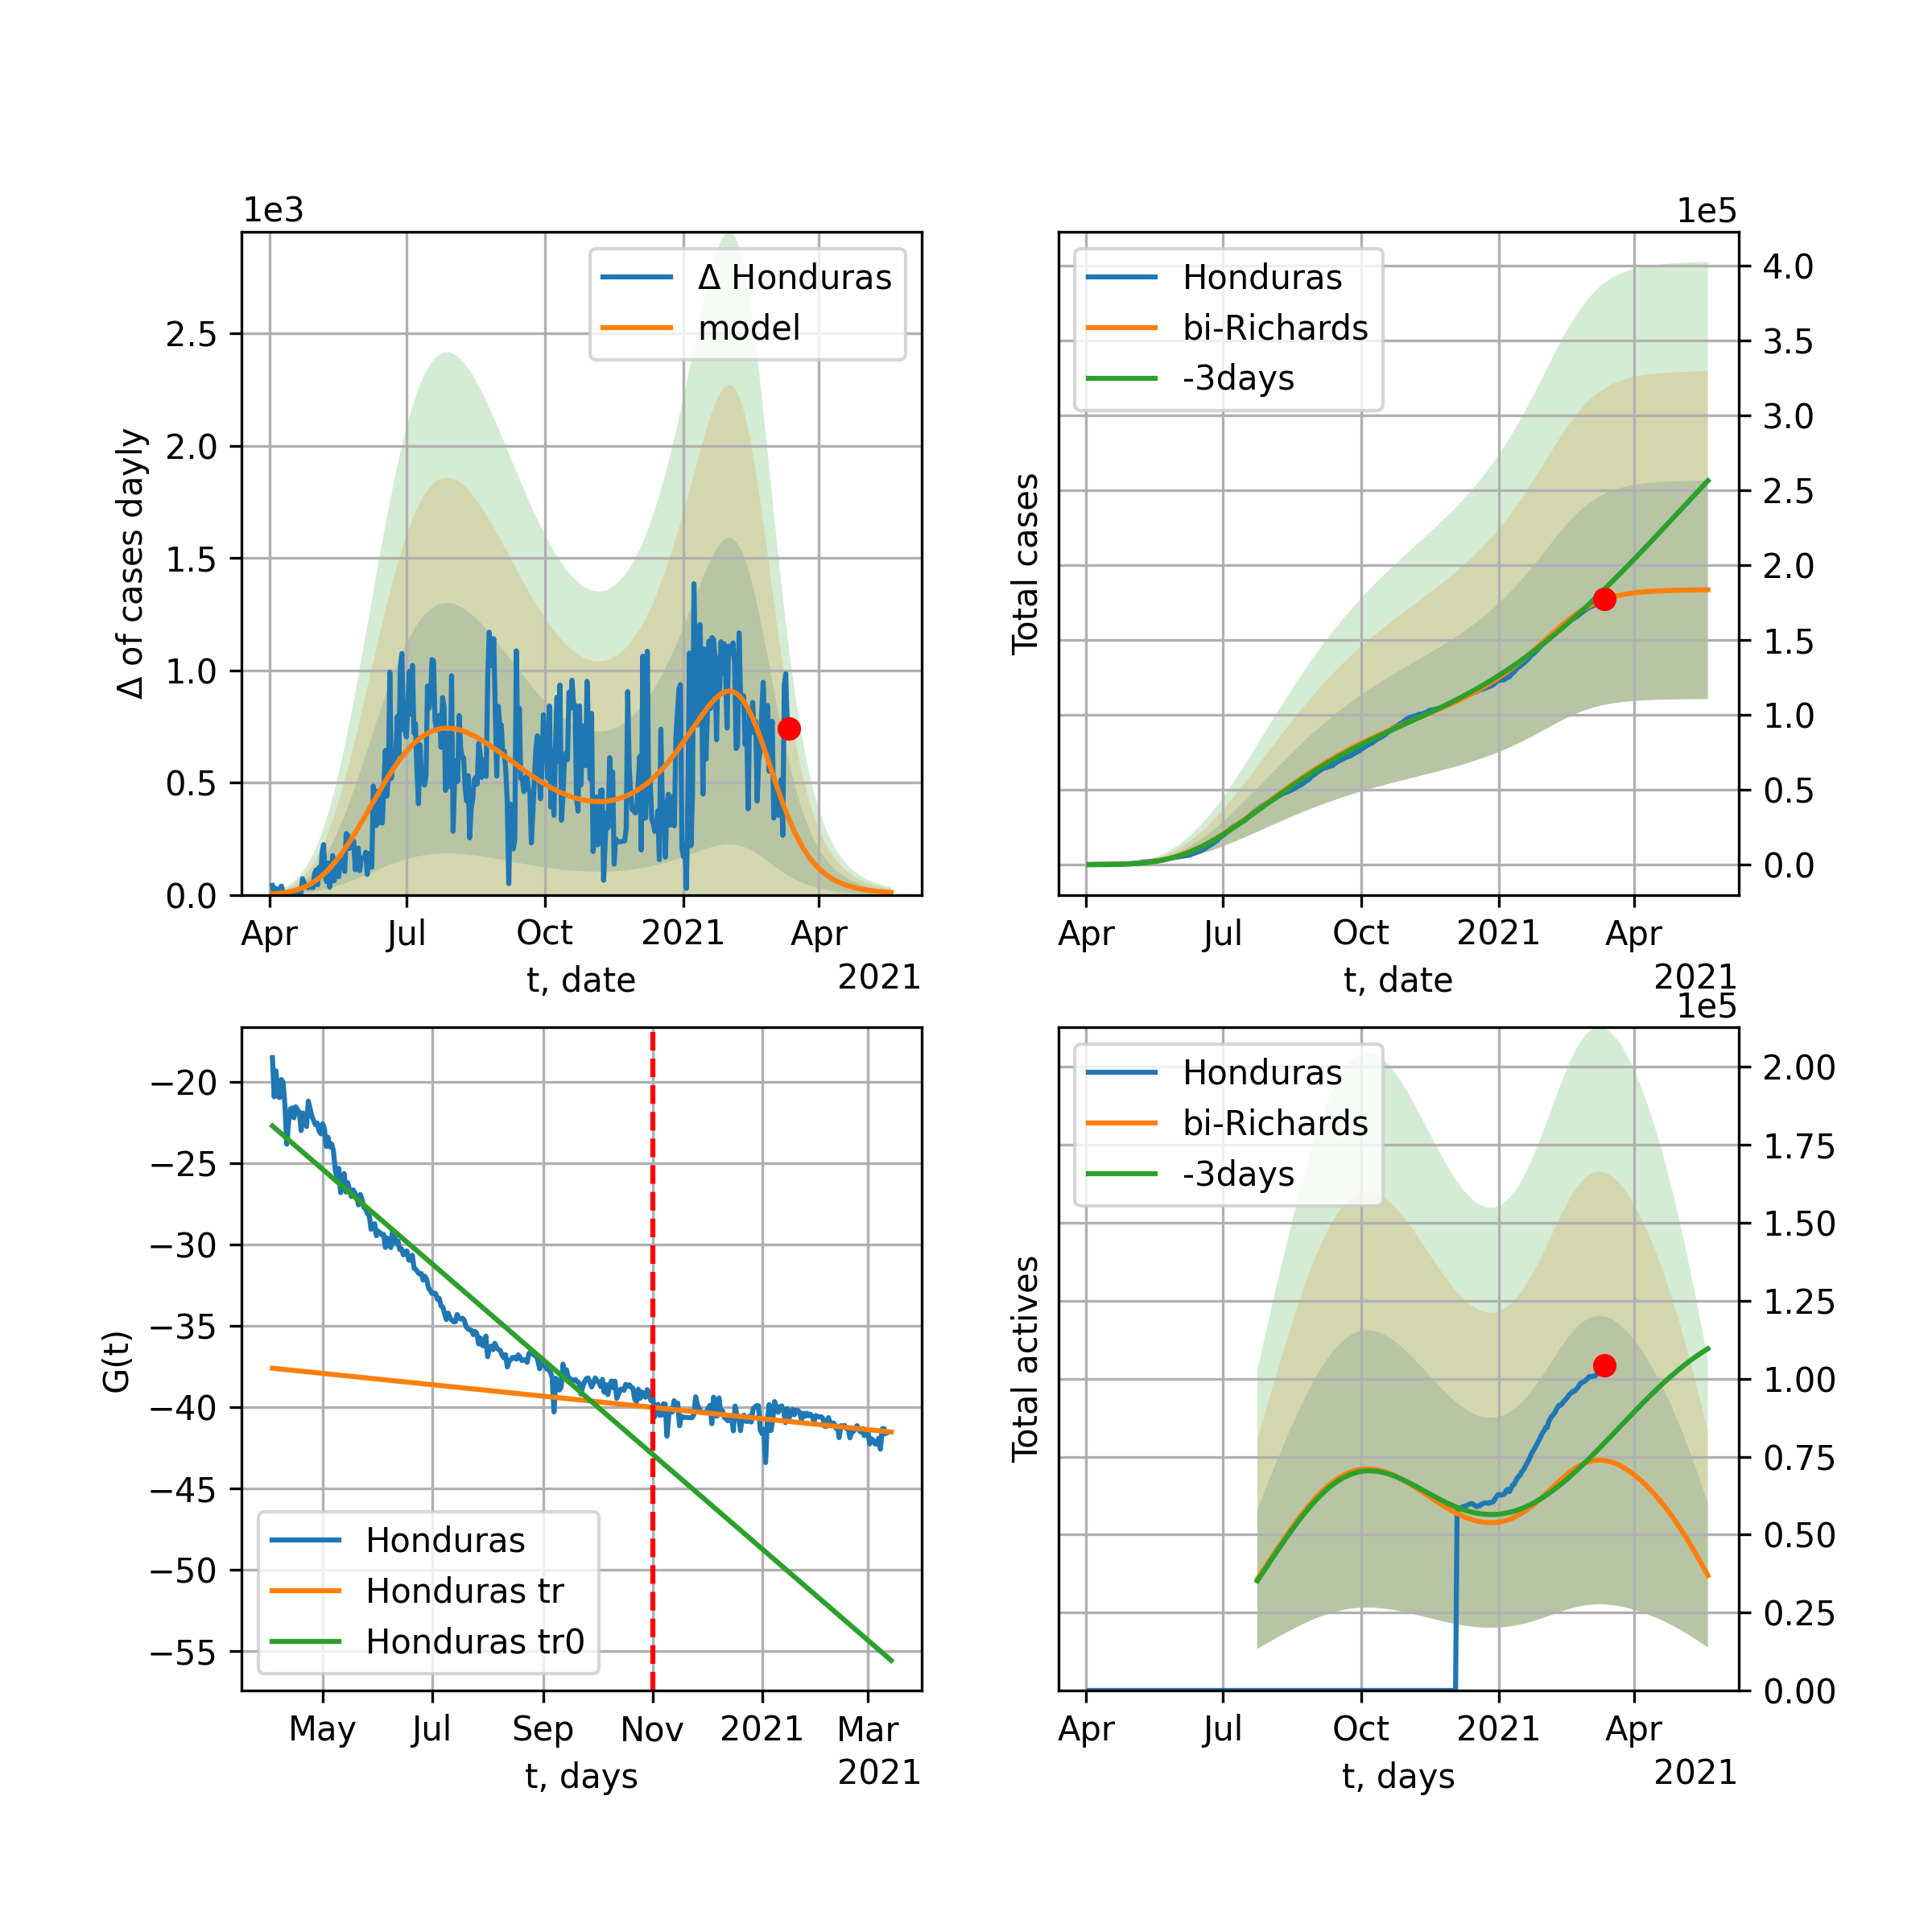 1e3
Δ Honduras
model
2.5
2.0
1.5
1.0
0.5
0.0
Δ of cases dayly
Apr Jul Oct 2021 Apr
t, date
2021
1e5
Honduras
bi-Richards
-3days
4.0
3.5
3.0
2.5
2.0
1.5
1.0
0.5
0.0
Total cases
Apr Jul Oct 2021 Apr
t, date
2021
−20
−25
−30
−35
−40
−45
−50
−55
G(t)
Honduras
Honduras tr
Honduras tr0
May Jul Sep Nov 2021 Mar
t, days
2021
1e5
Honduras
bi-Richards
-3days
2.00
1.75
1.50
1.25
1.00
0.75
0.50
0.25
0.00
Total actives
Apr Jul Oct 2021 Apr
t, days
2021